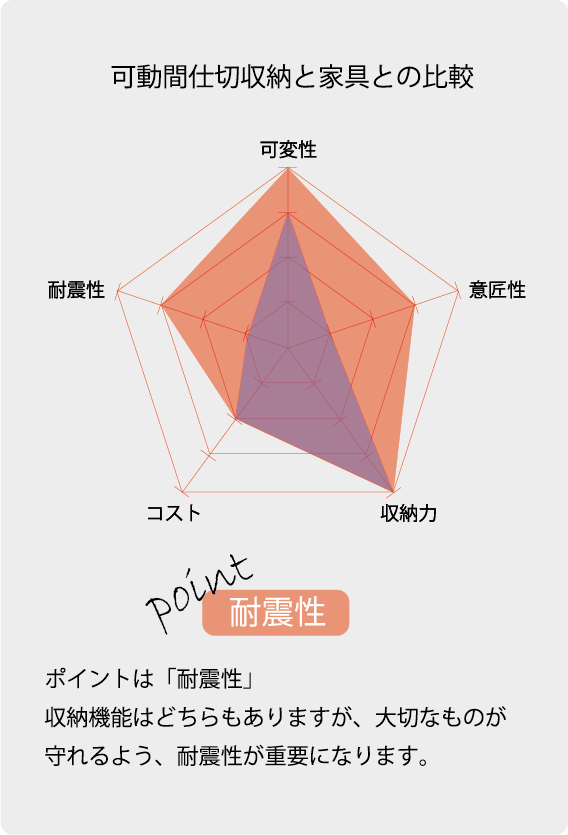 可動間仕切収納と家具との比較
可変性
耐震性
意匠性
コスト
収納力
point
耐震性
ポイントは「耐震性」
収納機能はどちらもありますが、大切なものが
守れるよう、耐震性が重要になります。